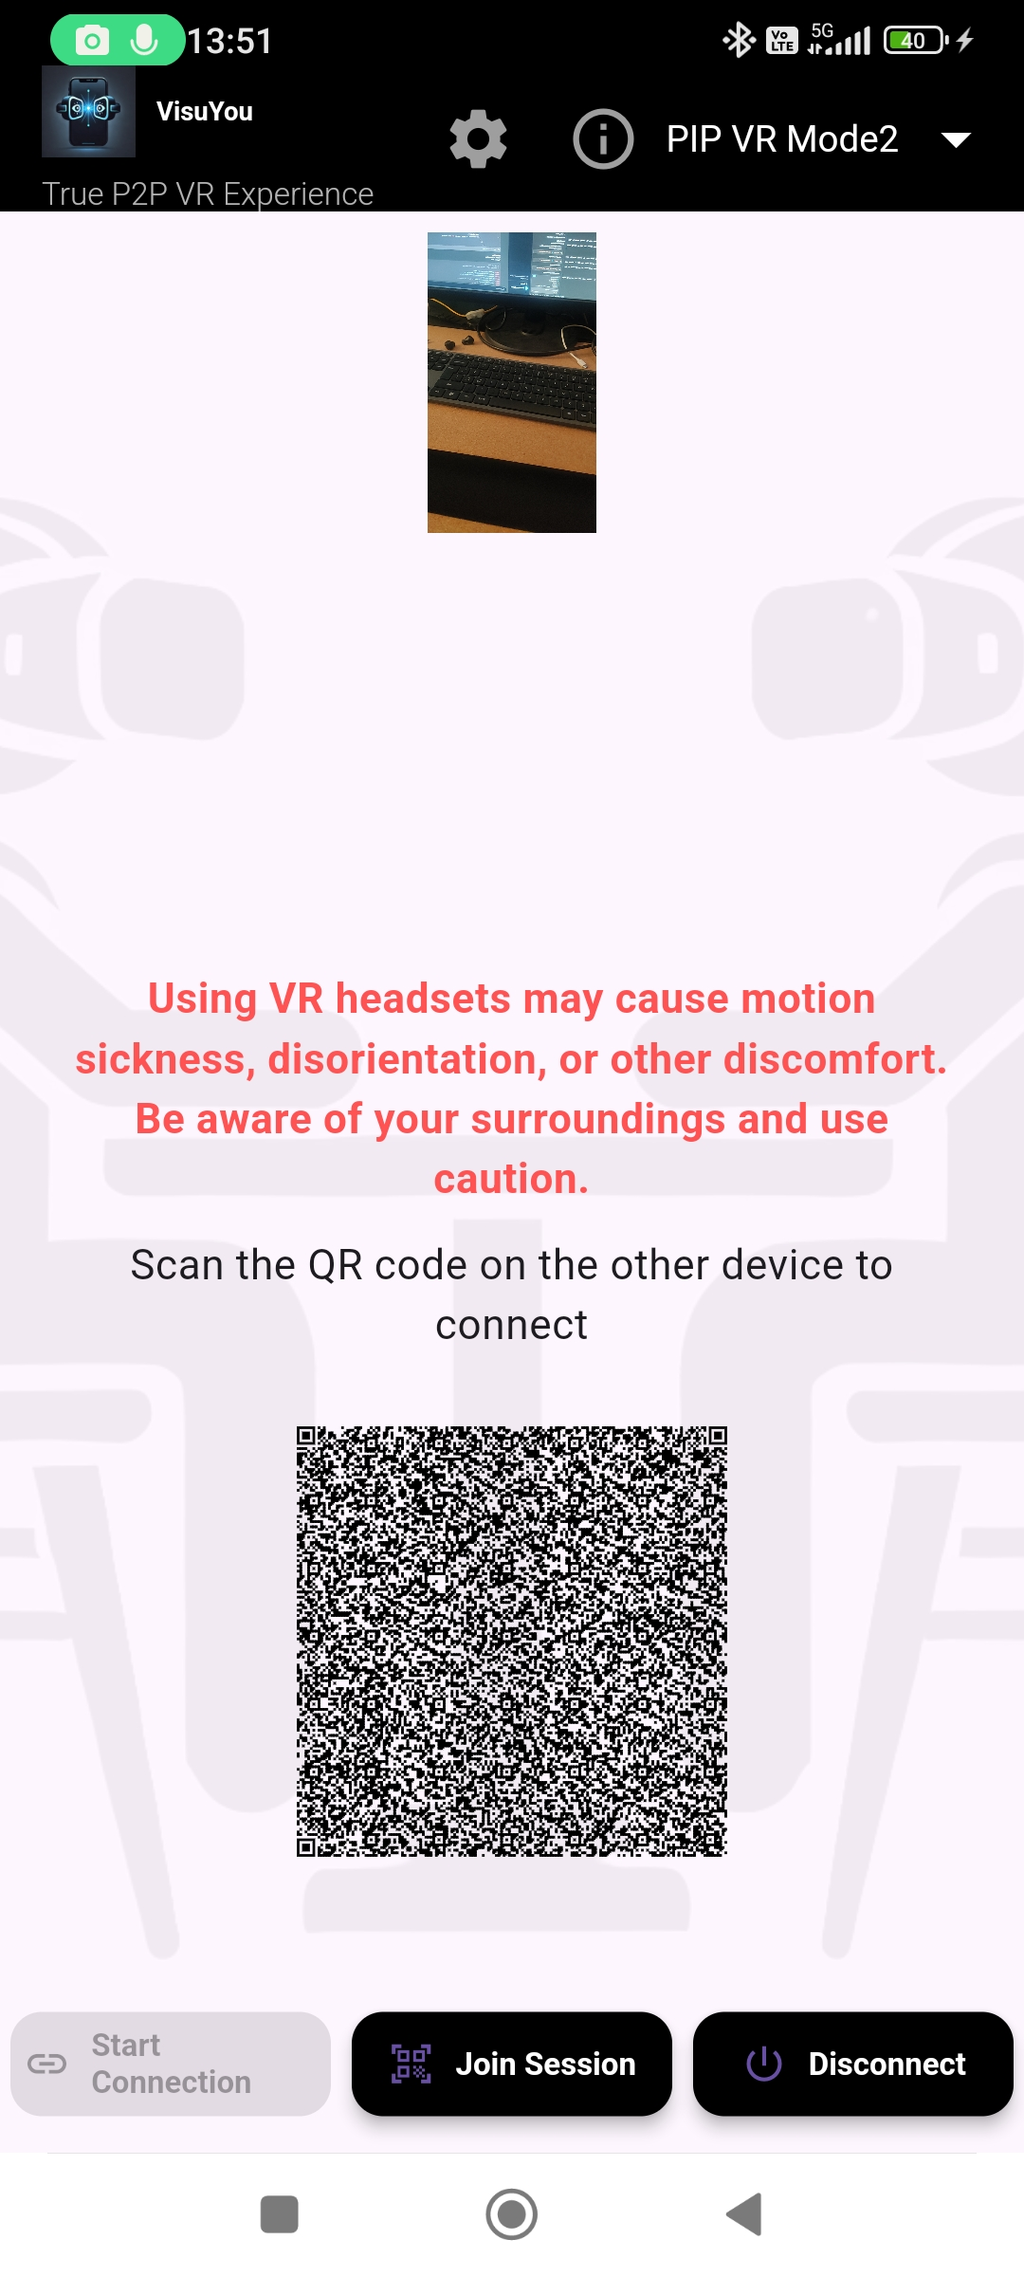 13:51
Vo
LTE
5G
40
VisuYou
PIP VR Mode2
True P2P VR Experience
Using VR headsets may cause motion
sickness, disorientation, or other discomfort.
Be aware of your surroundings and use
caution.
Scan the QR code on the other device to
connect
Start
Connection
Join Session
Disconnect